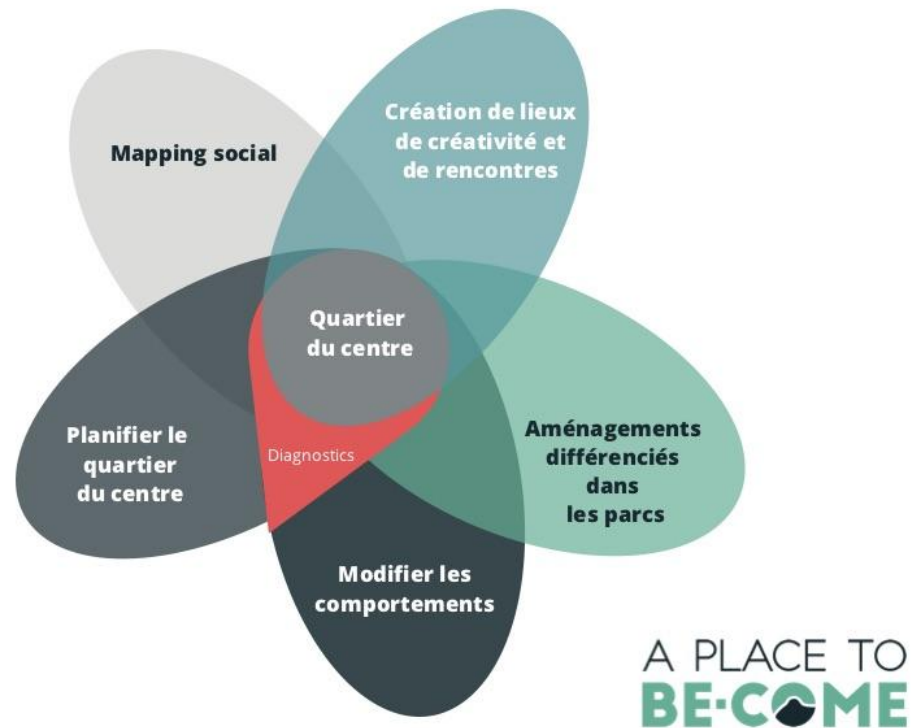 Mapping social
Création de lieux
de créativité et
de rencontres
Quartier
du centre
Planifier le
quartier
du centre
Diagnostics
Aménagements
différenciés
dans
les parcs
Modifier les
comportements
A PLACE TO
BE·COME